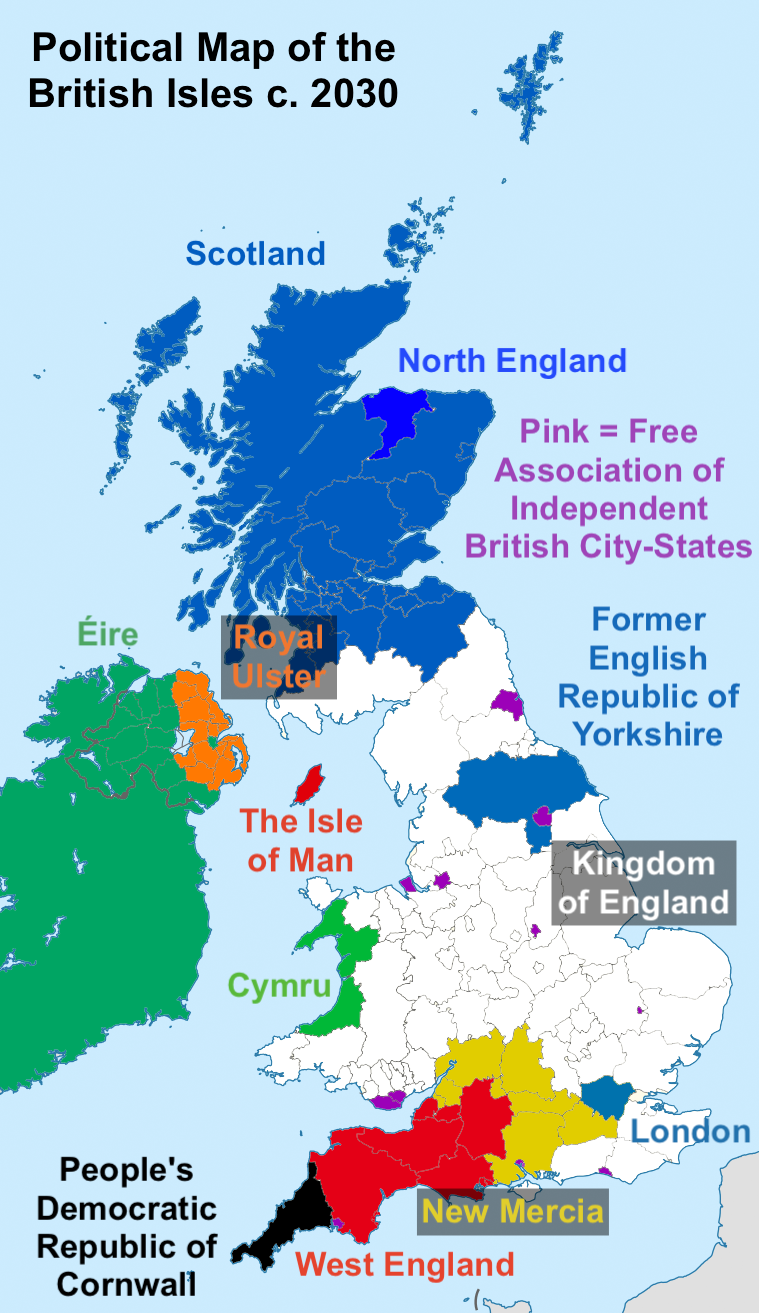 Political Map of the
British Isles c. 2030
Scotland
North England
Pink = Free
Association of
Independent
British City-States
Éire
Royal
Ulster
Former
English
Republic of
Yorkshire
The Isle
of Man
Kingdom
of England
Cymru
London
People's
Democratic
Republic of
Cornwall
New Mercia
West England